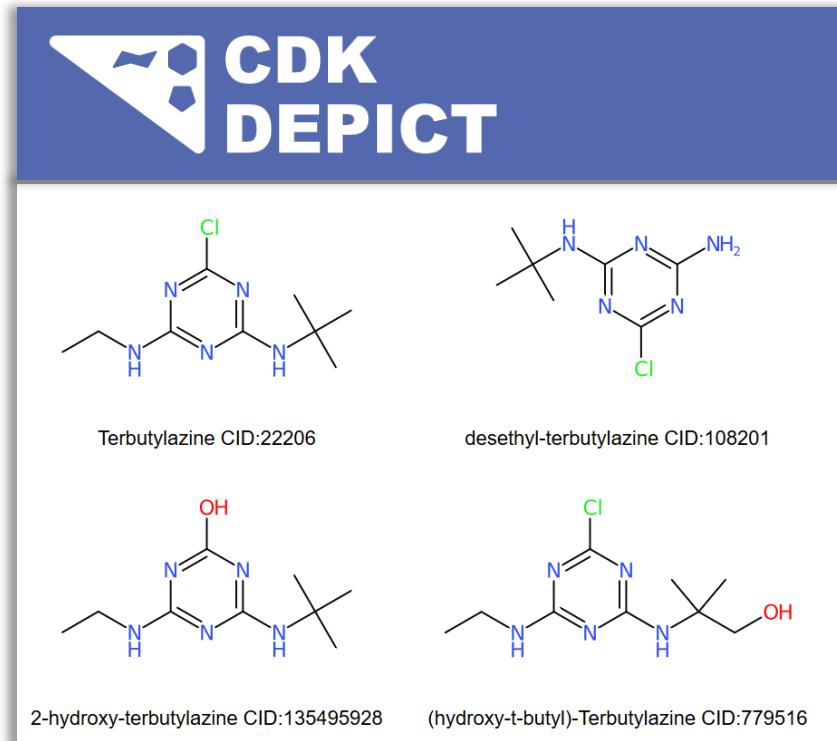 CDK
DEPICT
Cl
N
N
N
N
H
N
H
H
N
N
NH2
N
N
Cl
Terbutylazine CID:22206
desethyl-terbutylazine CID:108201
OH
N
N
N
H
N
N
H
Cl
N
N
N
H
N
N
H
OH
2-hydroxy-terbutylazine CID:135495928
(hydroxy-t-butyl)-Terbutylazine CID:779516